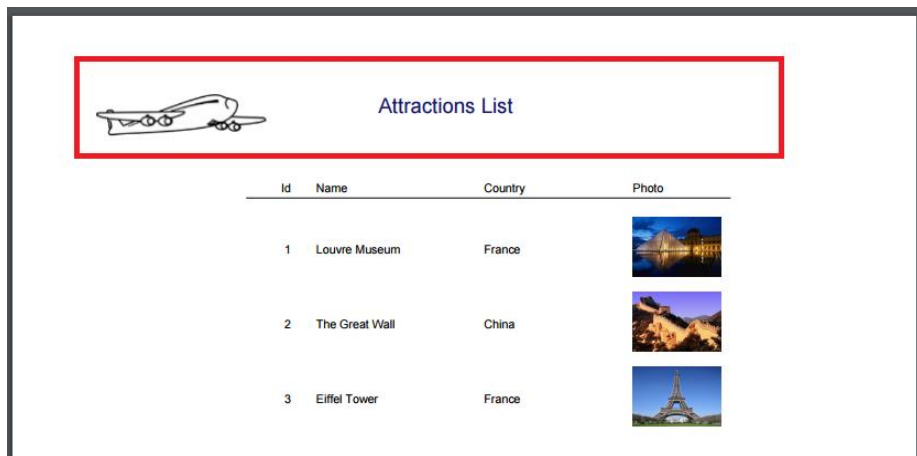 Attractions List
Id Name Country Photo
1 Louvre Museum France
2 The Great Wall China
3 Eiffel Tower France